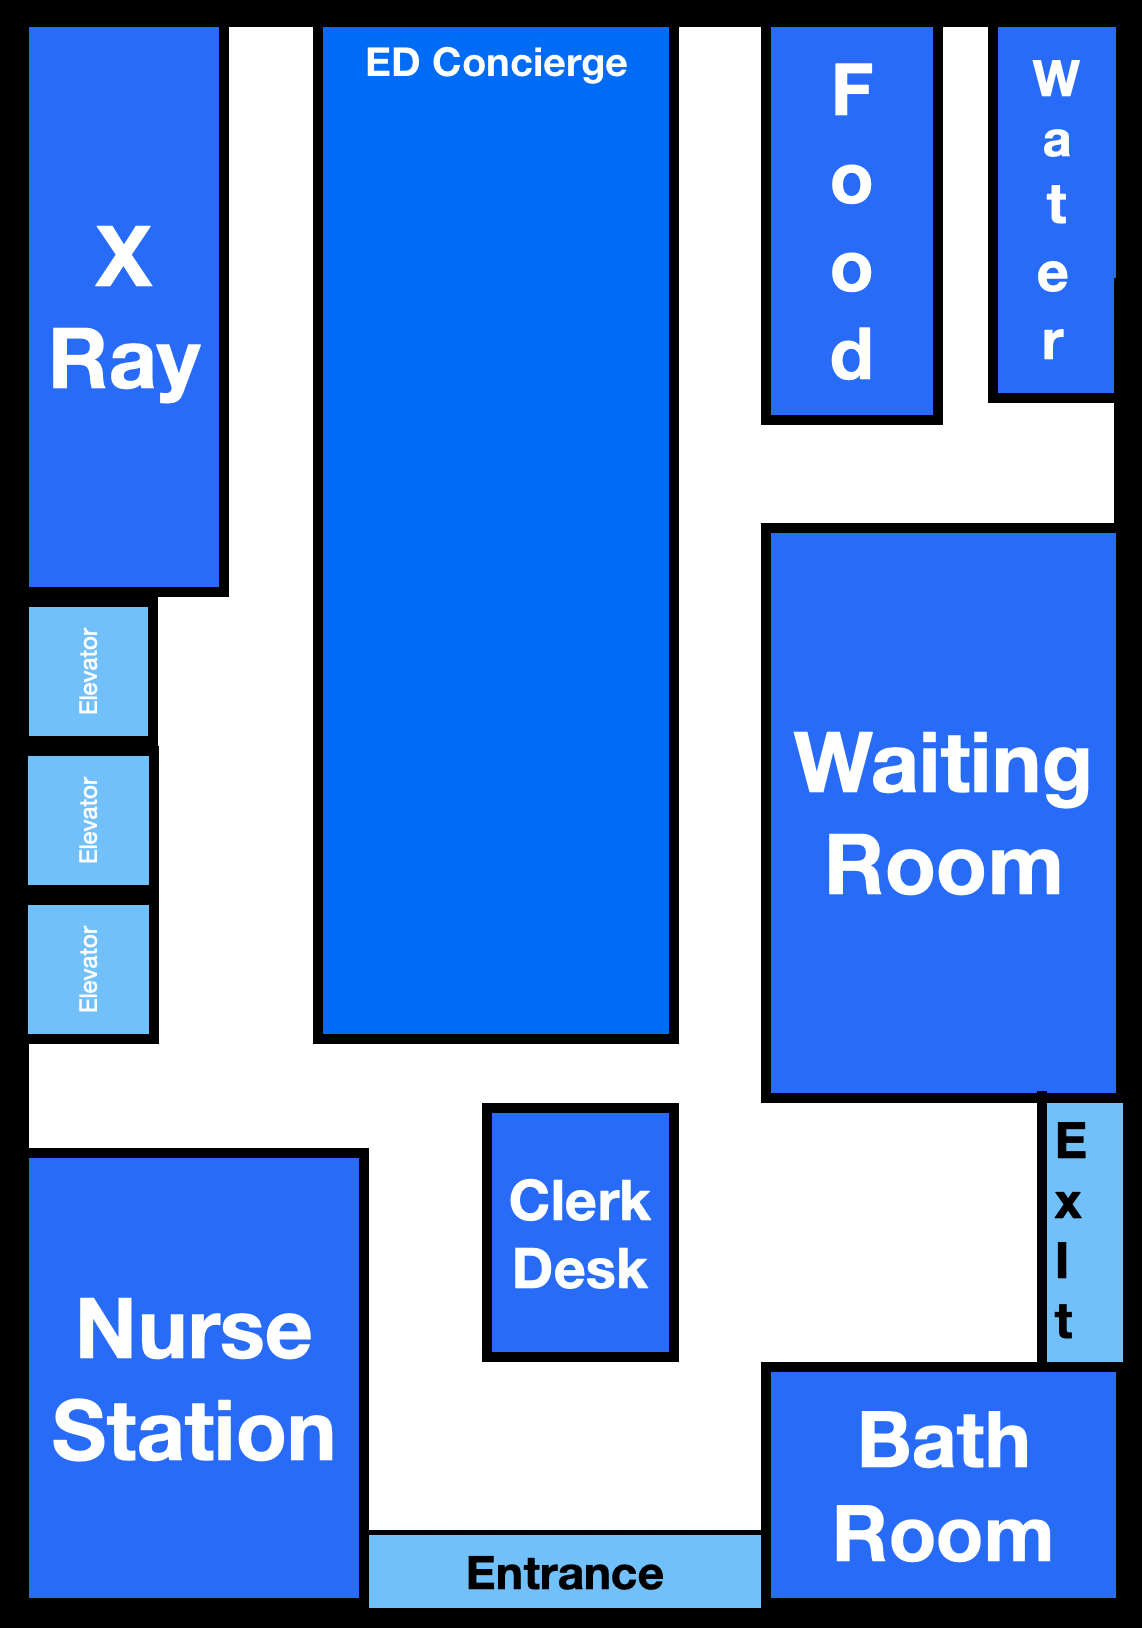 ED Concierge
Food
Water
X
Ray
Elevator
Elevator
Elevator
Waiting
Room
Clerk
Desk
ExIt
Nurse
Station
Bath
Room
Entrance